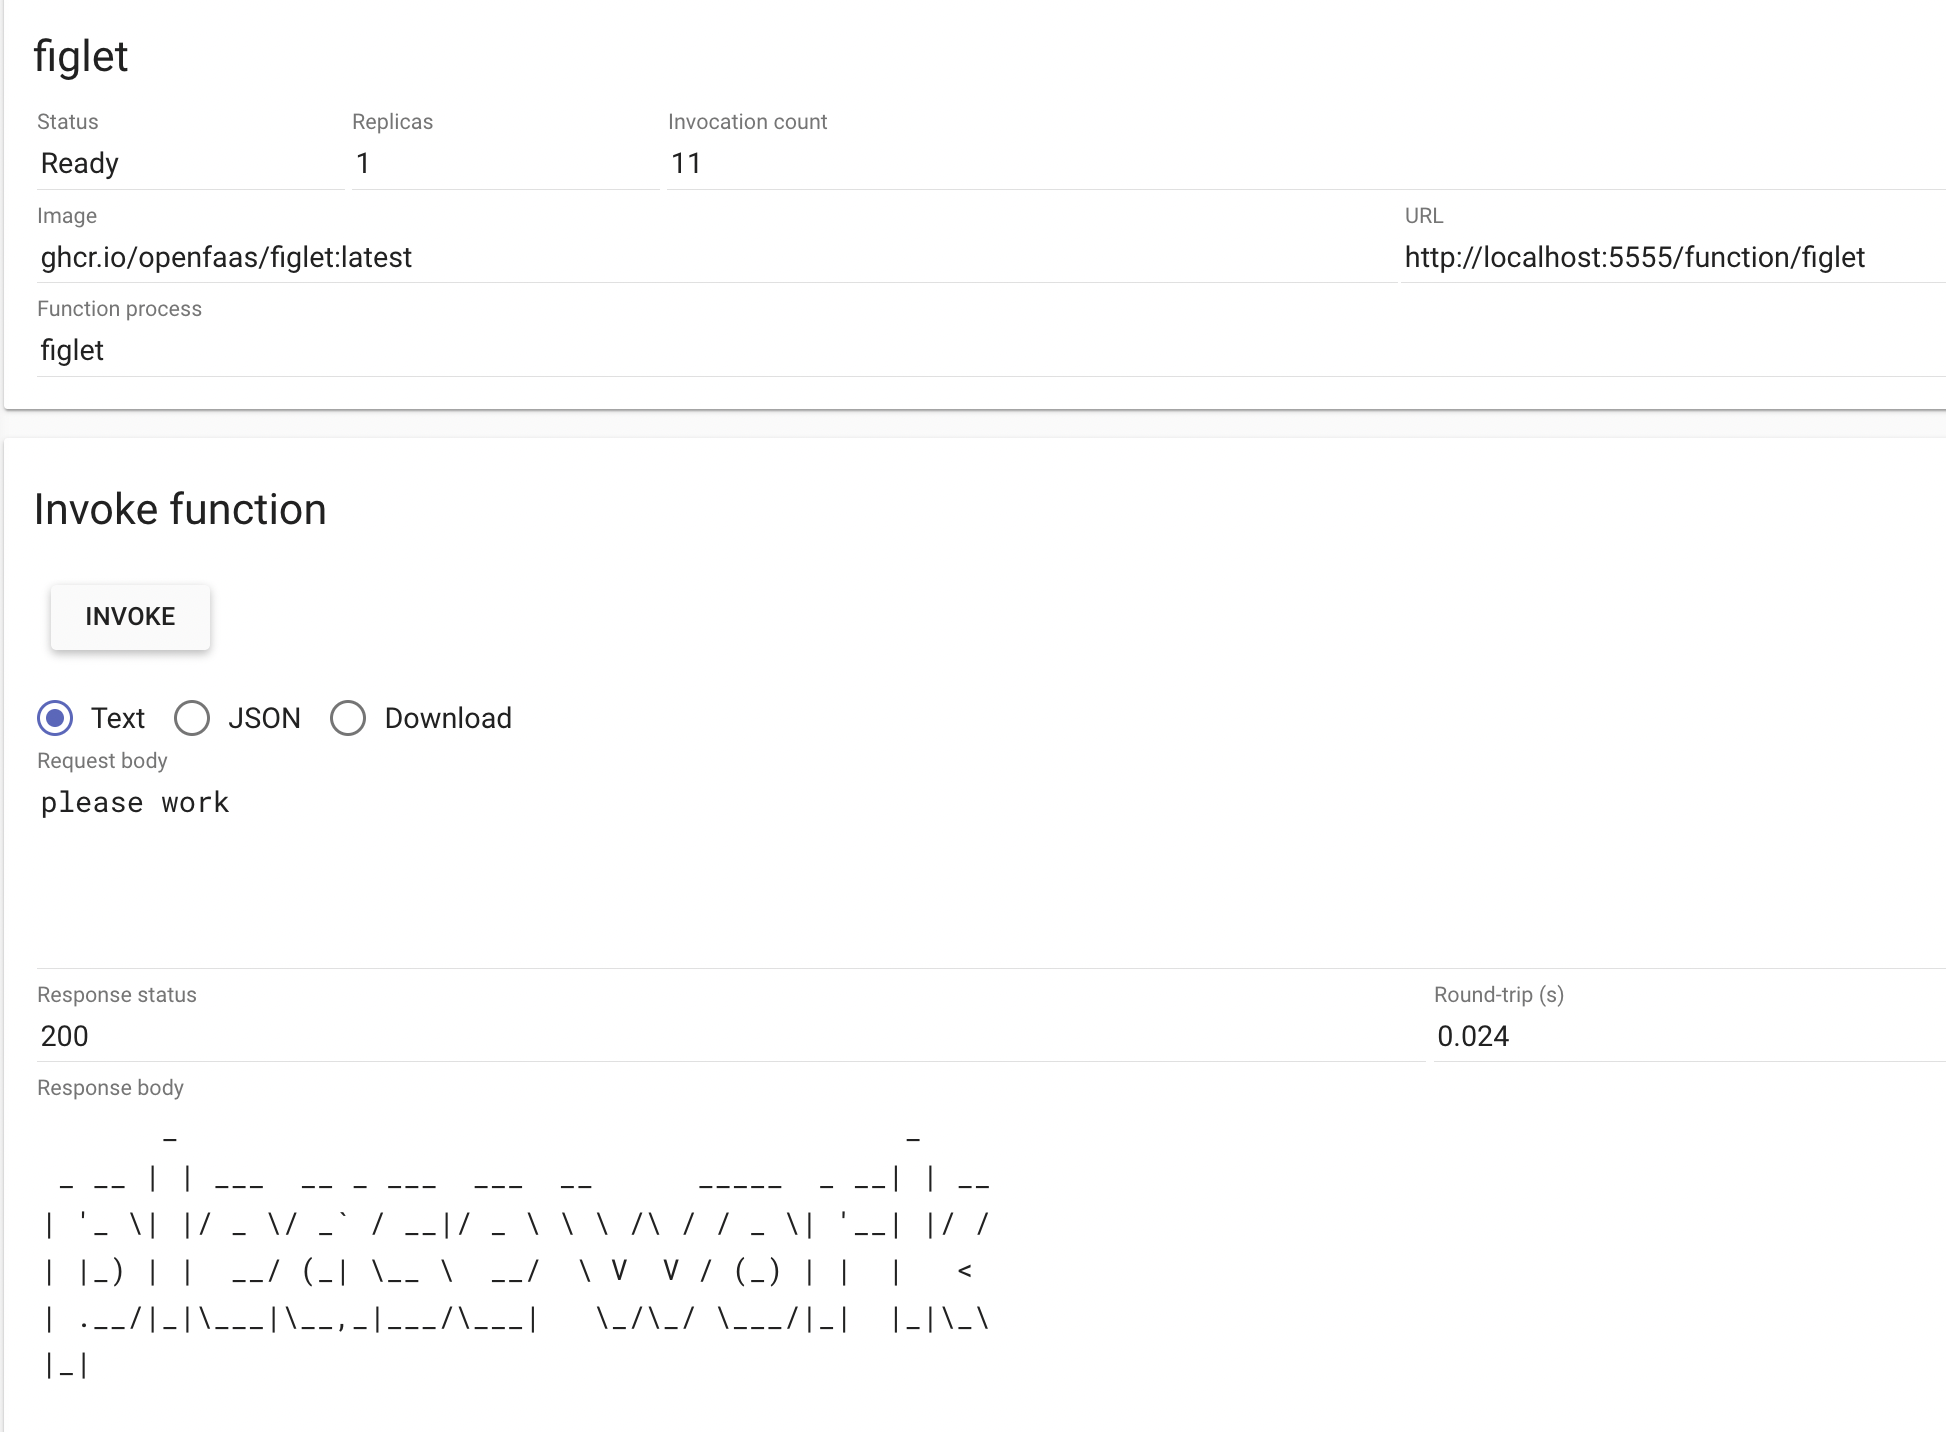 figlet
Status Replicas Invocation count
Ready 1 11
Image URL
ghcr.io/openfaas/figlet:latest http://localhost:5555/function/figlet
Function process
figlet
Invoke function
INVOKE
Text JSON Download
Request body
please work
Response status Round-trip (s)
200 0.024
Response body
       _                                           _
 _ __ | | ___  __ _ ___  ___  __      _____  _ __| | __
| '_ \| |/ _ \/ _` / __|/ _ \ \ \ /\ / / _ \| '__| |/ /
| |_) | |  __/ (_| \__ \  __/  \ V  V / (_) | |  |   <
| .__/|_|\___|\__,_|___/\___|   \_/\_/ \___/|_|  |_|\_\
|_|